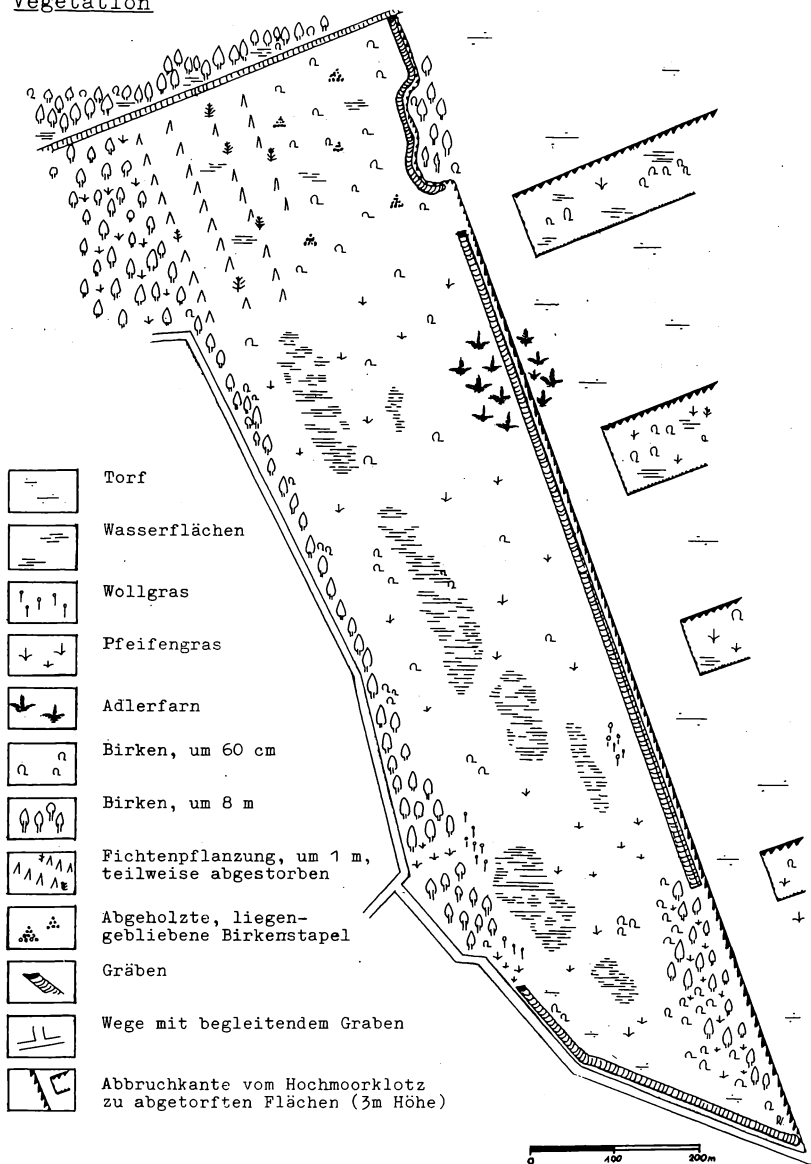 Vegetation
Torf
Wasserflächen
Wollgras
Pfeifengras
Adlerfarn
Birken, um 60 cm
Birken, um 8 m
Fichtenpflanzung, um 1 m,
teilweise abgestorben
Abgeholzte, liegen-
gebliebene Birkenstapel
Gräben
Wege mit begleitendem Graben
Abbruchkante vom Hochmoorklotz
zu abgetorften Flächen (3m Höhe)
0 100 200m